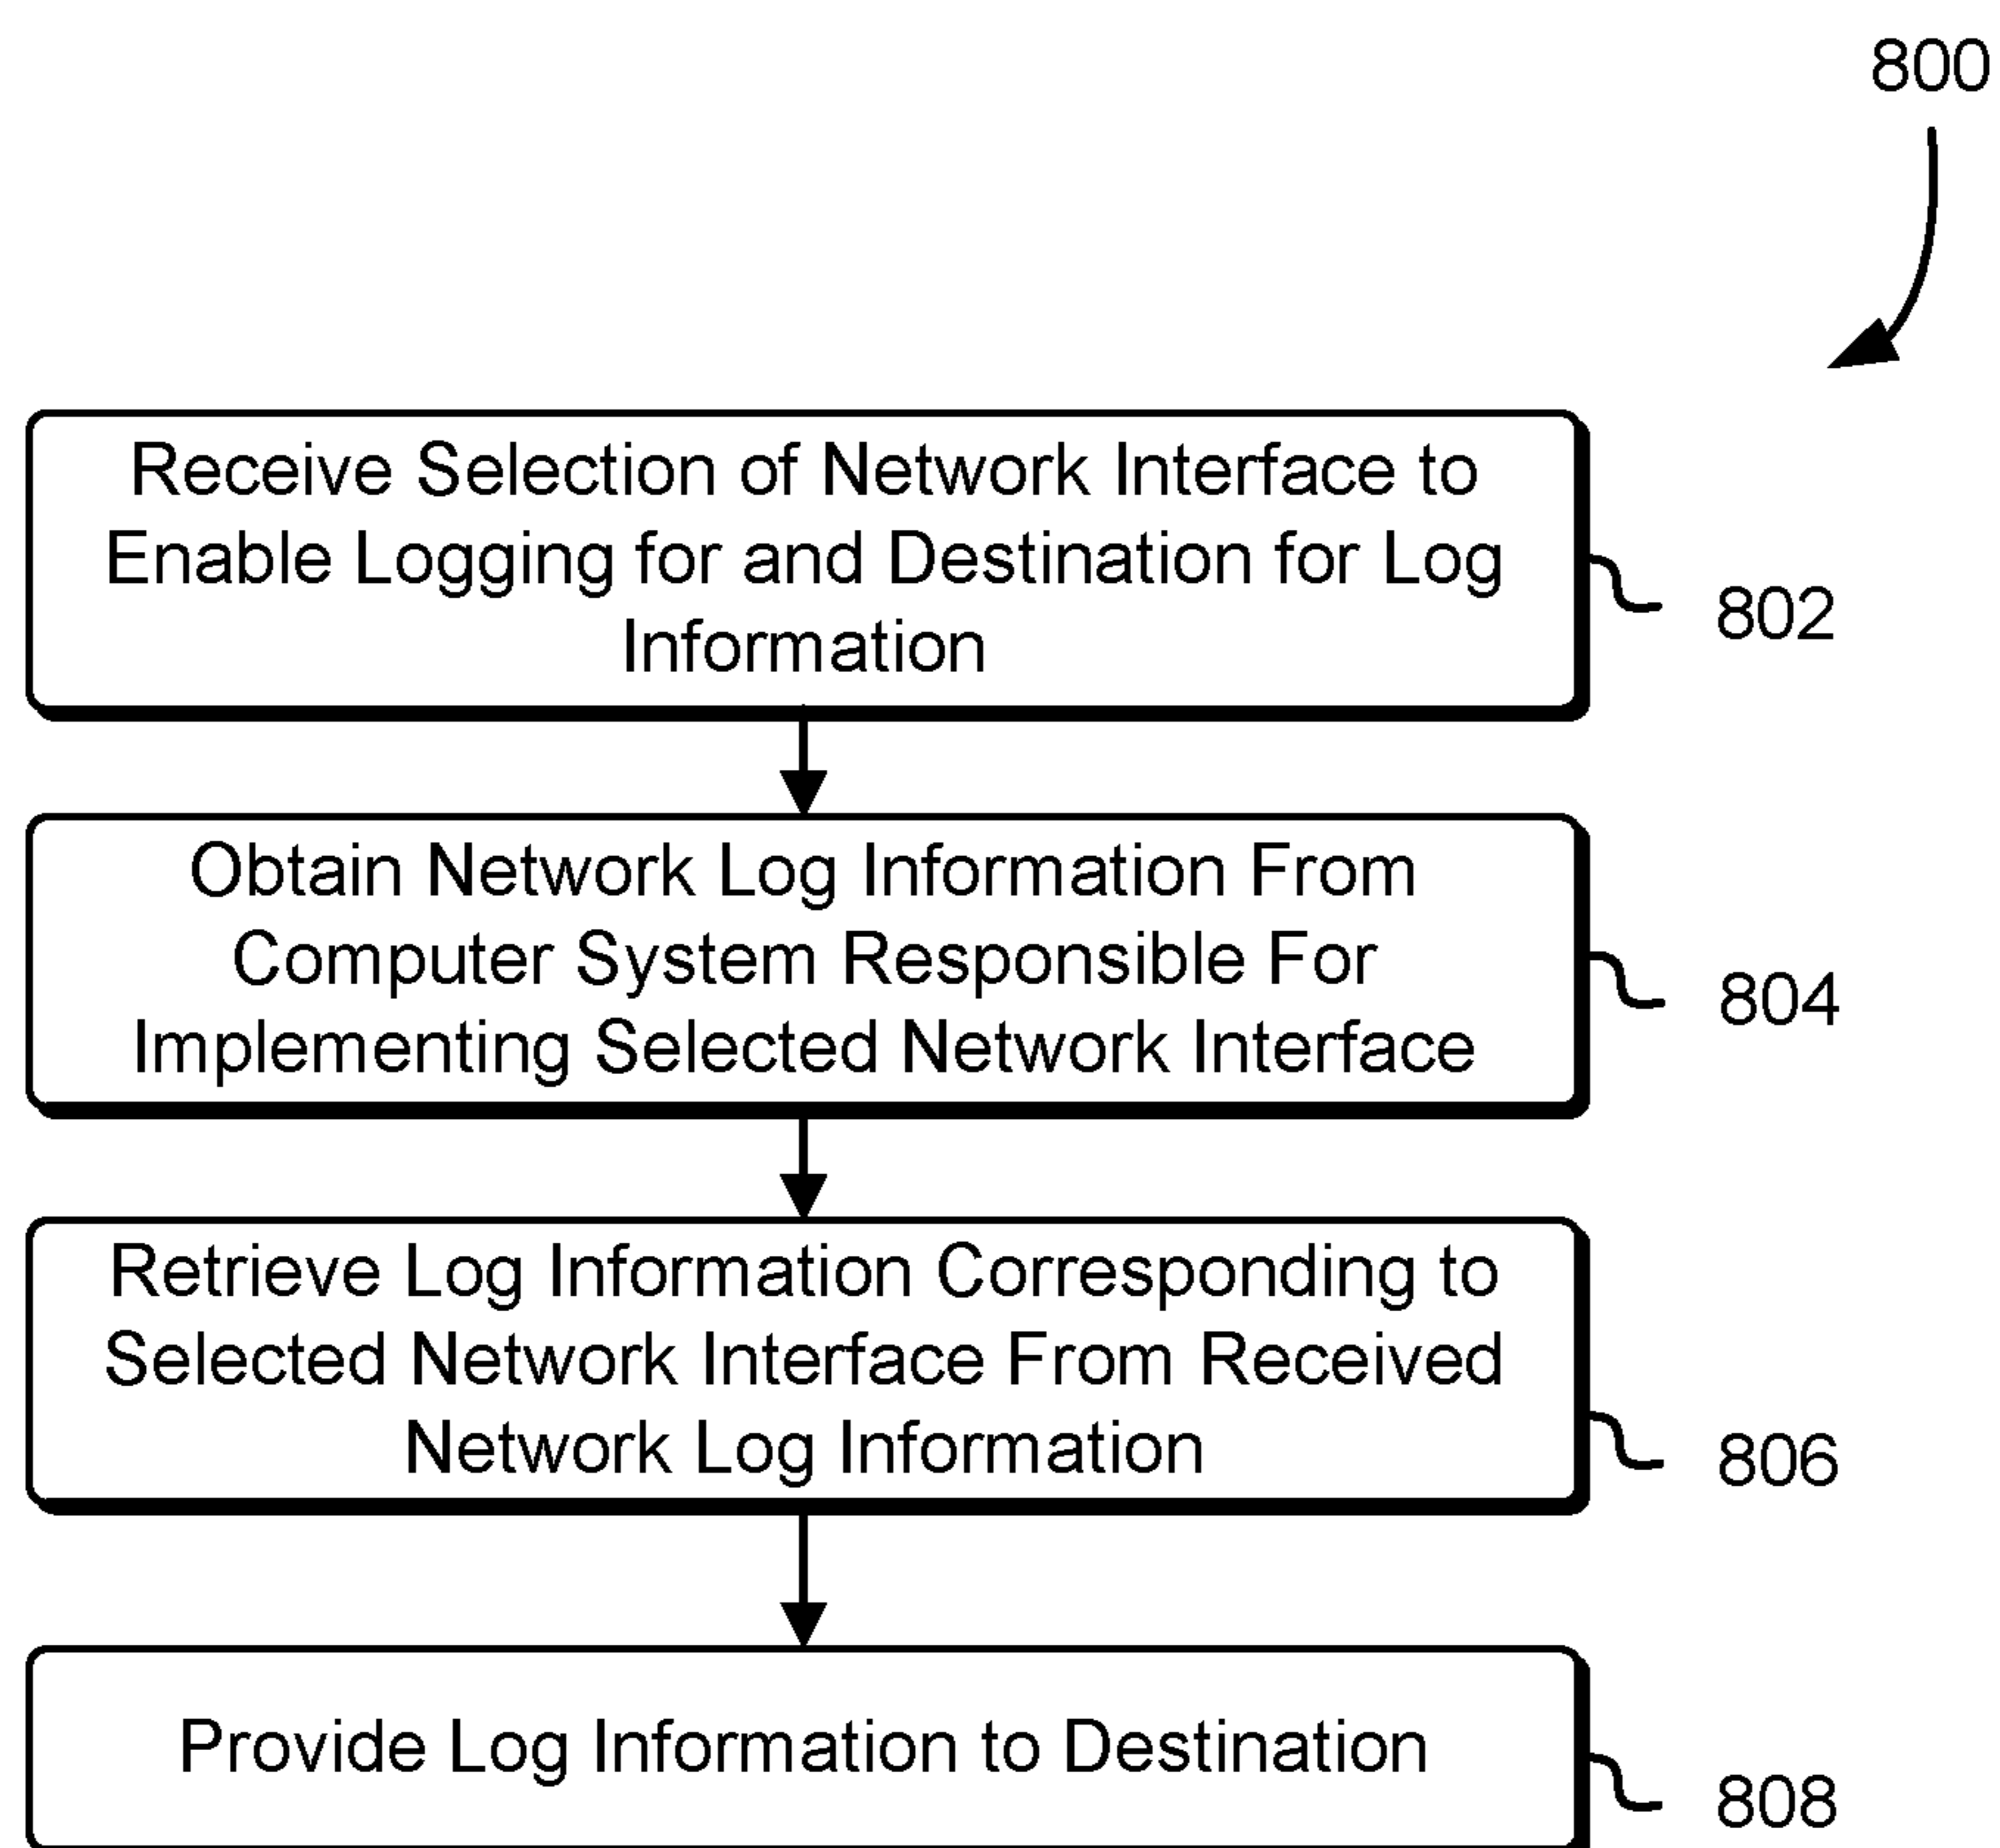 800
Receive Selection of Network Interface to
Enable Logging for and Destination for Log
Information
802
Obtain Network Log Information From
Computer System Responsible For
Implementing Selected Network Interface
804
Retrieve Log Information Corresponding to
Selected Network Interface From Received
Network Log Information
806
Provide Log Information to Destination
808